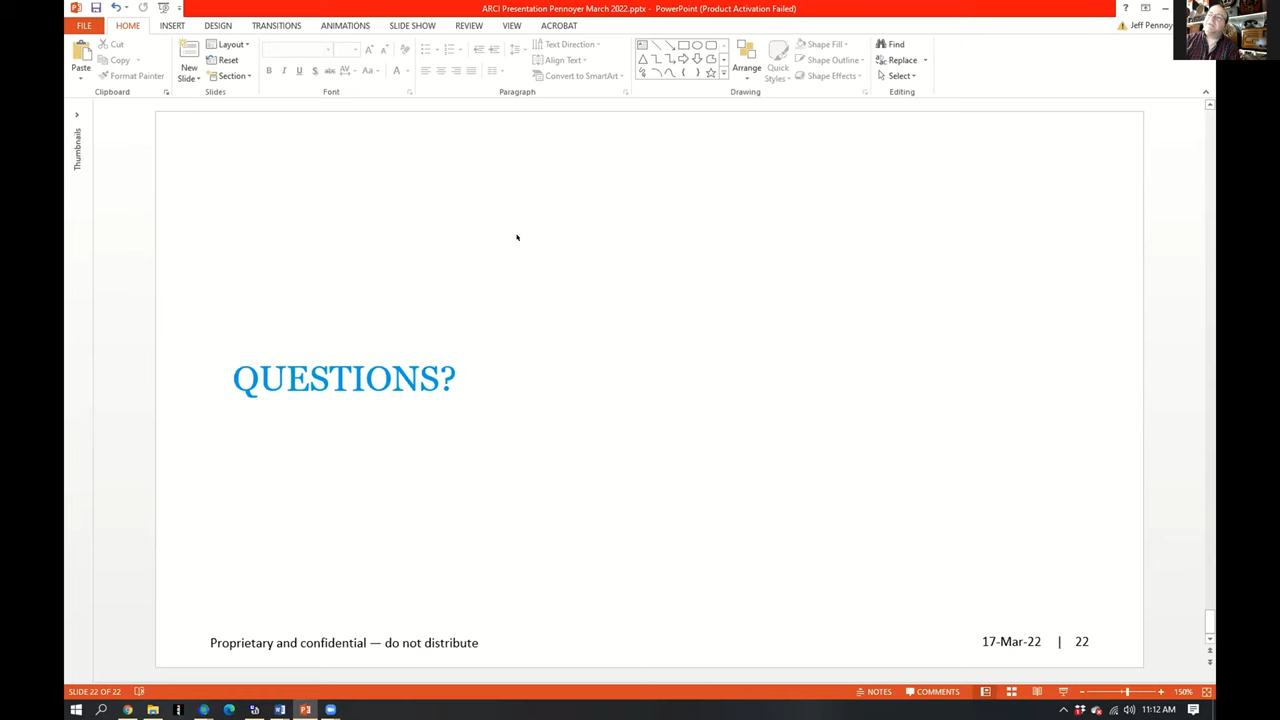 ARCI Presentation Pennoyer March 2022.pptx - PowerPoint (Product Activation Failed)
FILE HOME INSERT DESIGN TRANSITIONS ANIMATIONS SLIDE SHOW REVIEW VIEW ACROBAT
Jeff Pennoy
Paste
Cut
Copy
Format Painter
Clipboard
New
Slide
Layout
Reset
Section
Slides
B I U S abc AV Aa A
Font
Text Direction
Align Text
Convert to SmartArt
Paragraph
Arrange
Quick
Styles
Shape Fill
Shape Outline
Shape Effects
Drawing
Find
Replace
Select
Editing
Thumbnails
QUESTIONS?
Proprietary and confidential — do not distribute
17-Mar-22 | 22
SLIDE 22 OF 22
NOTES
COMMENTS
150%
11:12 AM